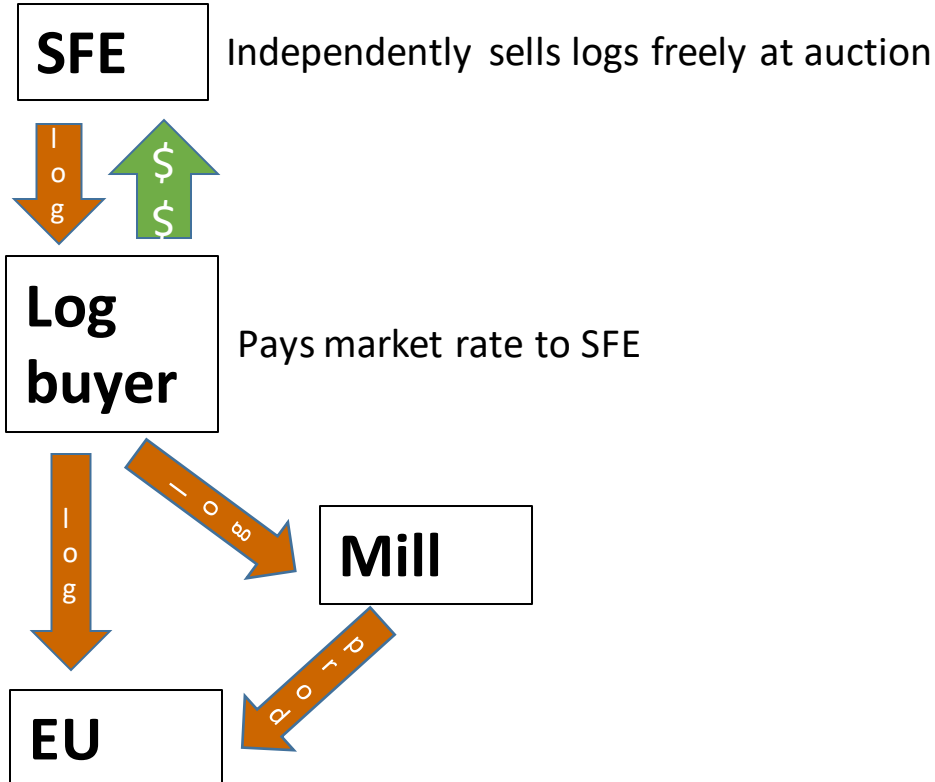 SFE
Independently sells logs freely at auction
log
$$
Log
buyer
Pays market rate to SFE
log
log
Mill
prod
EU